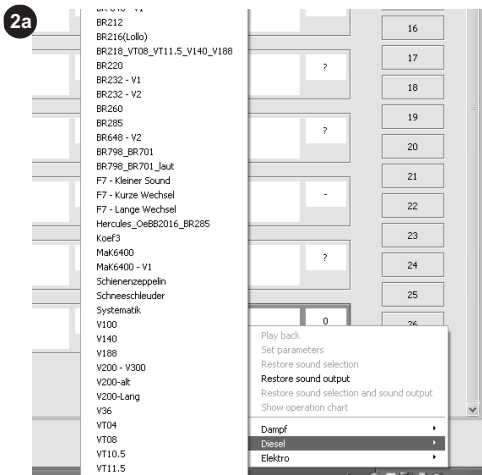 2a
BR212
BR216(Lollo)
BR218_VT08_VT11.5_V140_V188
BR220
BR232 - V1
BR232 - V2
BR260
BR285
BR648 - V2
BR798_BR701
BR798_BR701_laut
F7 - Kleiner Sound
F7 - Kurze Wechsel
F7 - Lange Wechsel
Hercules_OeBB2016_BR285
Koef3
MaK6400
MaK6400 - V1
Schienenzeppelin
Schneeschleuder
Systematik
V100
V140
V188
V200 - V300
V200-alt
V200-Lang
V36
VT04
VT08
VT10.5
VT11.5
?
?
-
?
0
16
17
18
19
20
21
22
23
24
25
26
Play back
Set parameters
Restore sound selection
Restore sound output
Restore sound selection and sound output
Show operation chart
Dampf
Diesel
Elektro